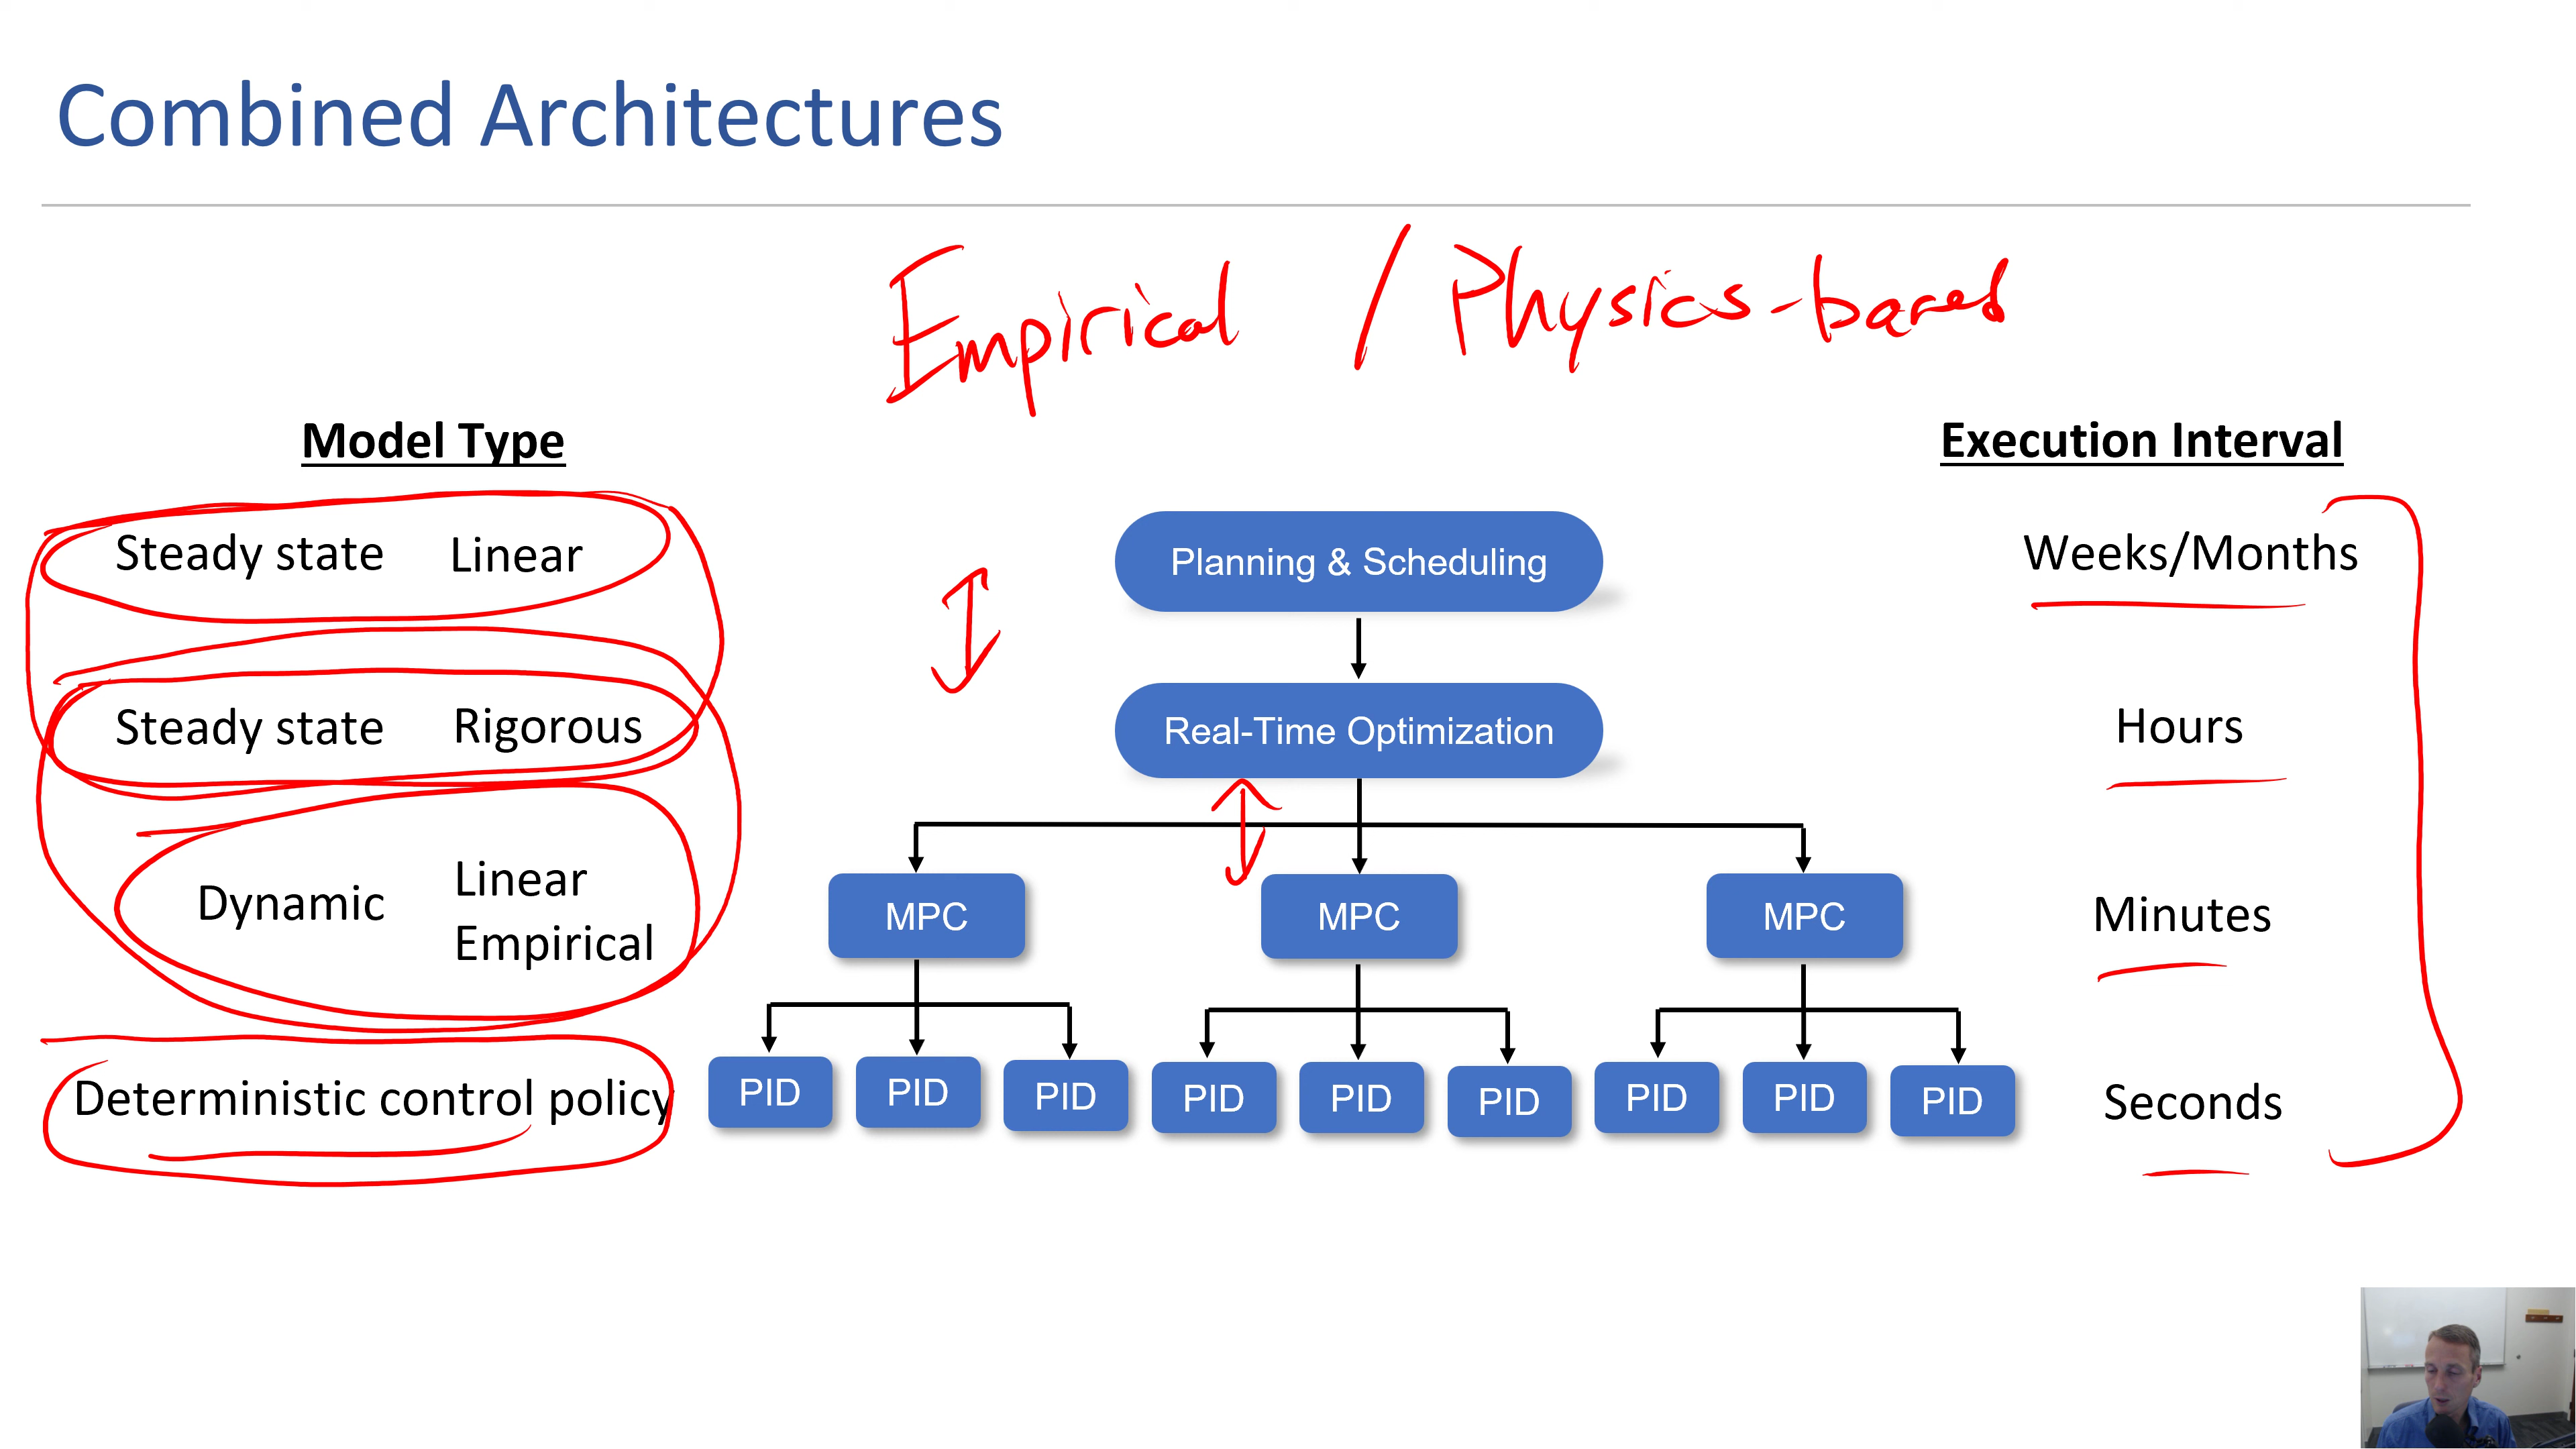 Combined Architectures
Empirical / Physics-based
Model Type
Execution Interval
Steady state Linear
Planning & Scheduling
Weeks/Months
Steady state Rigorous
Real-Time Optimization
Hours
Dynamic
Linear
Empirical
MPC MPC MPC
Minutes
Deterministic control policy
PID PID PID PID PID PID PID PID PID
Seconds